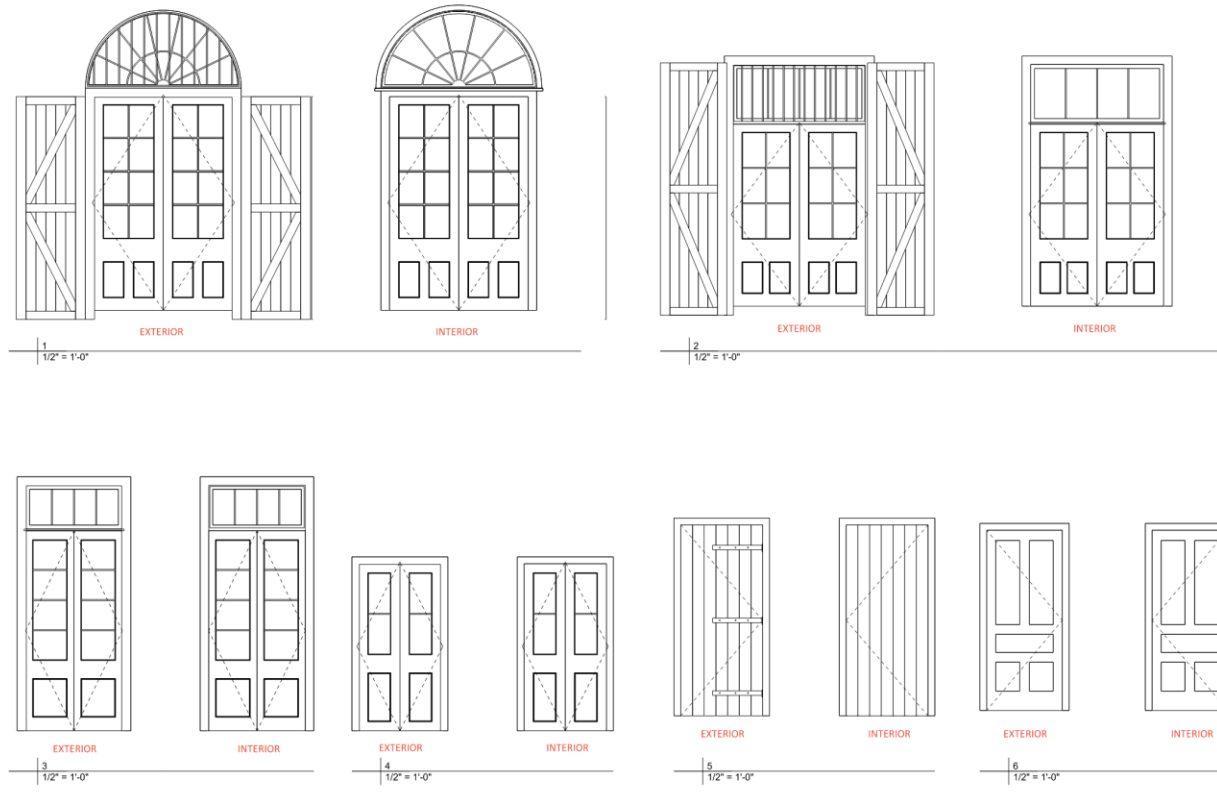 EXTERIOR
INTERIOR
1
1/2" = 1'-0"
EXTERIOR
INTERIOR
2
1/2" = 1'-0"
EXTERIOR
INTERIOR
3
1/2" = 1'-0"
EXTERIOR
INTERIOR
4
1/2" = 1'-0"
EXTERIOR
INTERIOR
5
1/2" = 1'-0"
EXTERIOR
INTERIOR
6
1/2" = 1'-0"